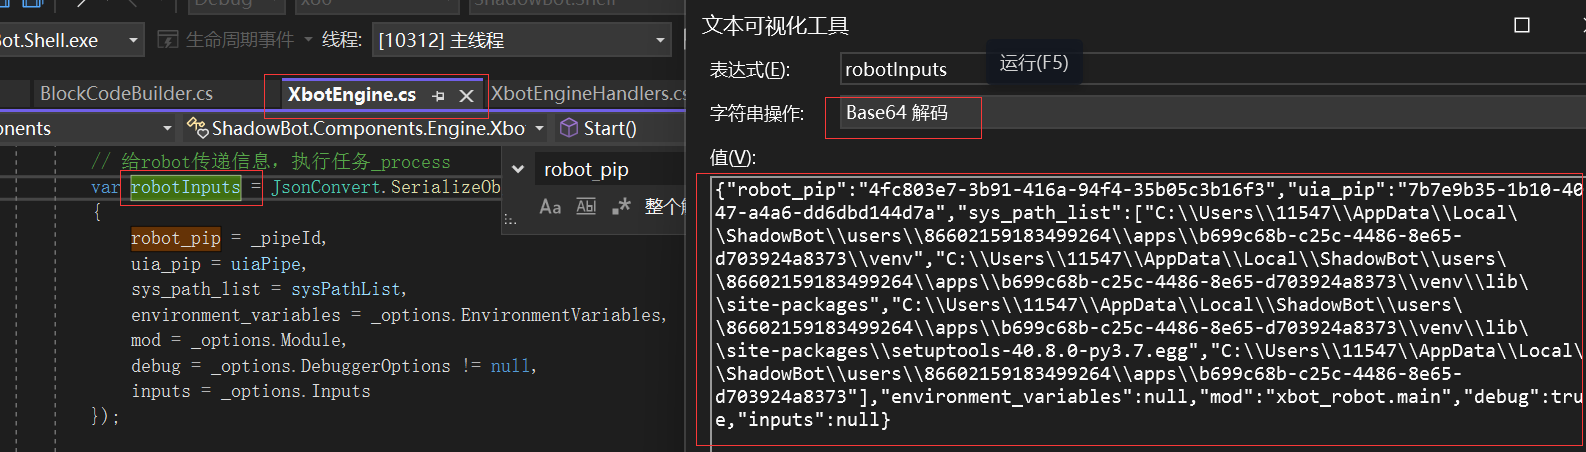 Debug
x86
ShadowBot.Shell
ot.Shell.exe
生命周期事件
线程:
[10312] 主线程
BlockCodeBuilder.cs
XbotEngine.cs
XbotEngineHandlers.cs
onents
ShadowBot.Components.Engine.Xbo
Start()
// 给robot传递信息，执行任务_process
var robotInputs = JsonConvert.SerializeOb
{
robot_pip = _pipeId,
uia_pip = uiaPipe,
sys_path_list = sysPathList,
environment_variables = _options.EnvironmentVariables,
mod = _options.Module,
debug = _options.DebuggerOptions != null,
inputs = _options.Inputs
});
robot_pip
Aa Abl .* 整个解
文本可视化工具
表达式(E):
robotInputs
运行(F5)
字符串操作:
Base64 解码
值(V):
{"robot_pip":"4fc803e7-3b91-416a-94f4-35b05c3b16f3","uia_pip":"7b7e9b35-1b10-40
47-a4a6-dd6dbd144d7a","sys_path_list":["C:\\Users\\11547\\AppData\\Local\
\ShadowBot\\users\\86602159183499264\\apps\\b699c68b-c25c-4486-8e65-
d703924a8373\\venv","C:\\Users\\11547\\AppData\\Local\\ShadowBot\\users\
\86602159183499264\\apps\\b699c68b-c25c-4486-8e65-d703924a8373\\venv\\lib\
\site-packages","C:\\Users\\11547\\AppData\\Local\\ShadowBot\\users\
\86602159183499264\\apps\\b699c68b-c25c-4486-8e65-d703924a8373\\venv\\lib\
\site-packages\\setuptools-40.8.0-py3.7.egg","C:\\Users\\11547\\AppData\\Local\
\ShadowBot\\users\\86602159183499264\\apps\\b699c68b-c25c-4486-8e65-
d703924a8373"],"environment_variables":null,"mod":"xbot_robot.main","debug":tru
e,"inputs":null}